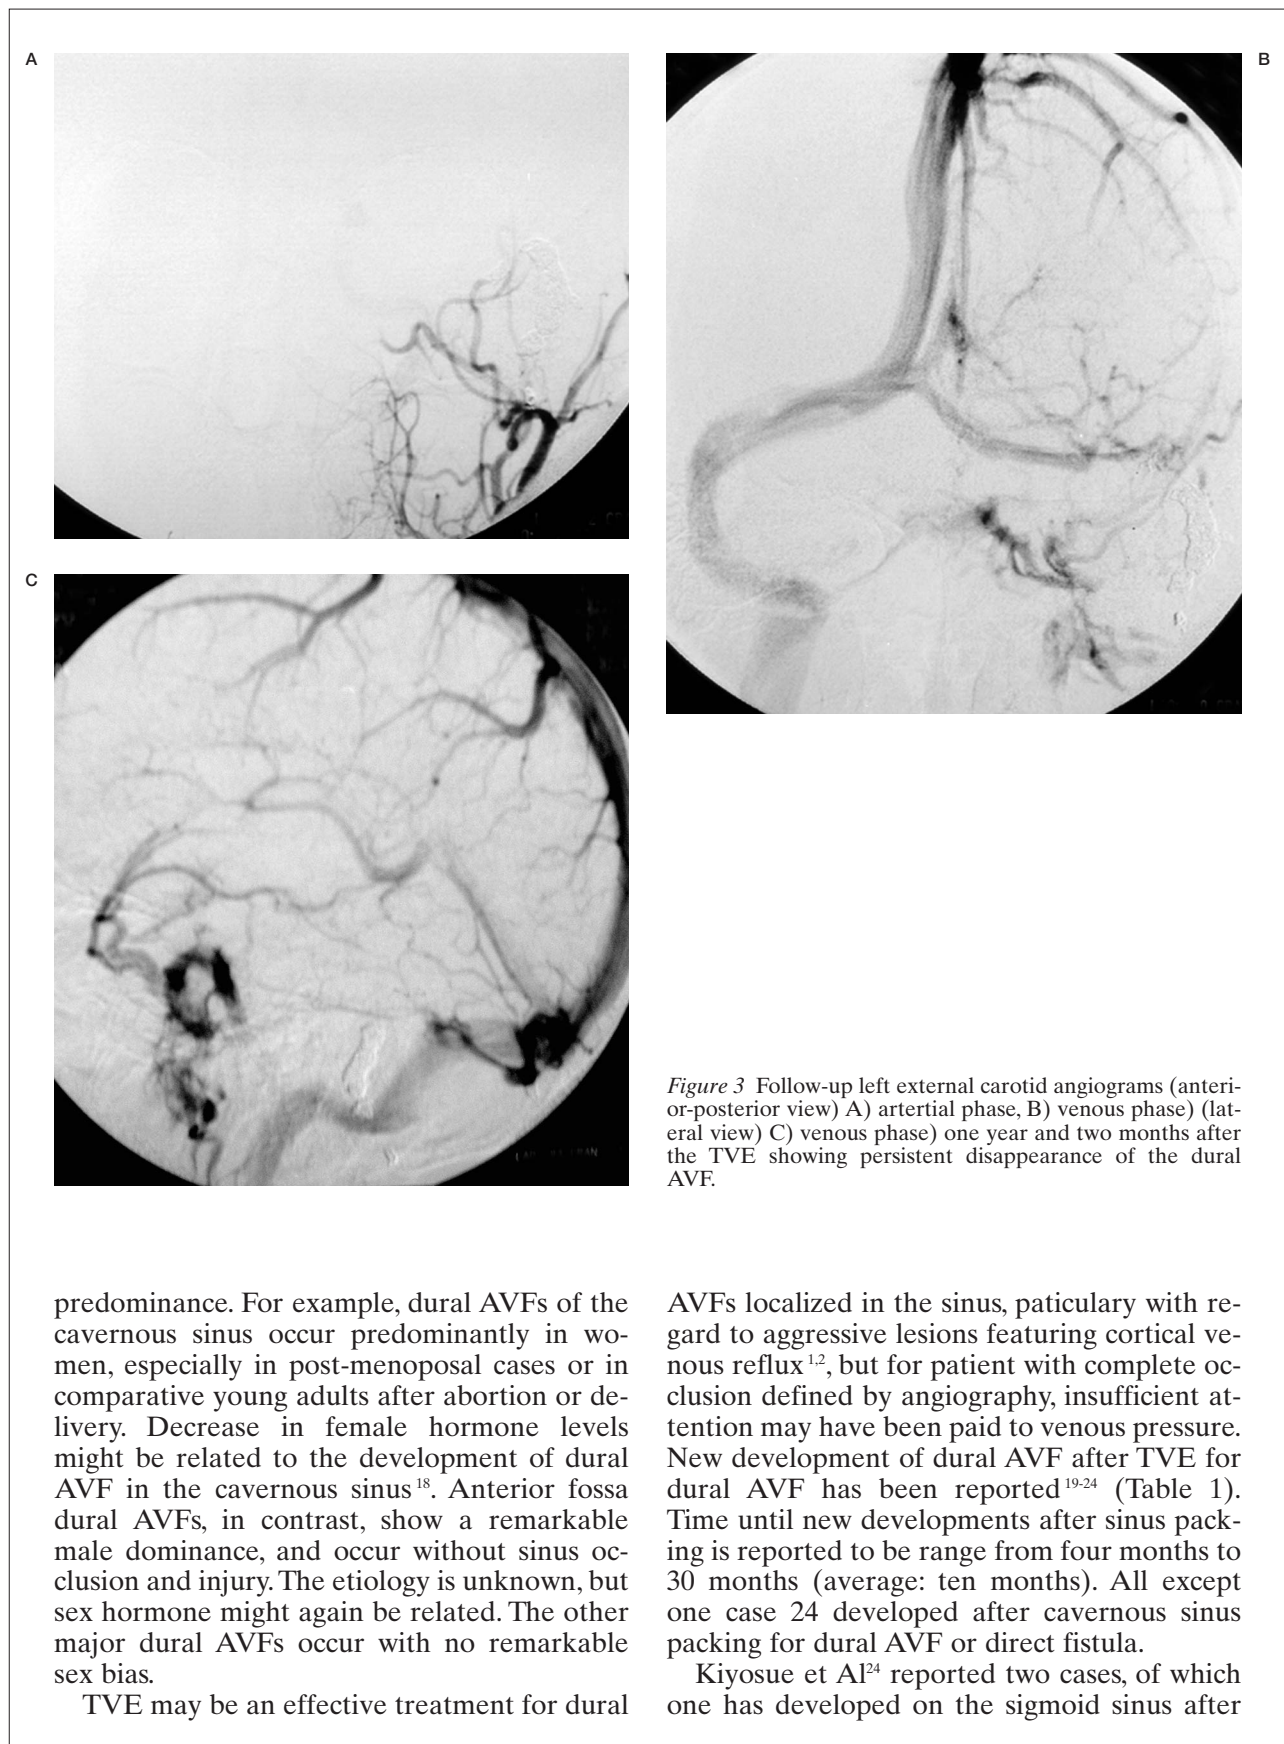 A
B
C
Figure 3 Follow-up left external carotid angiograms (anteri-
or-posterior view) A) artertial phase, B) venous phase) (lat-
eral view) C) venous phase) one year and two months after
the TVE showing persistent disappearance of the dural
AVF.
predominance. For example, dural AVFs of the
cavernous sinus occur predominantly in wo-
men, especially in post-menoposal cases or in
comparative young adults after abortion or de-
livery. Decrease in female hormone levels
might be related to the development of dural
AVF in the cavernous sinus 18. Anterior fossa
dural AVFs, in contrast, show a remarkable
male dominance, and occur without sinus oc-
clusion and injury. The etiology is unknown, but
sex hormone might again be related. The other
major dural AVFs occur with no remarkable
sex bias.
TVE may be an effective treatment for dural
AVFs localized in the sinus, paticulary with re-
gard to aggressive lesions featuring cortical ve-
nous reflux 1,2, but for patient with complete oc-
clusion defined by angiography, insufficient at-
tention may have been paid to venous pressure.
New development of dural AVF after TVE for
dural AVF has been reported 19-24 (Table 1).
Time until new developments after sinus pack-
ing is reported to be range from four months to
30 months (average: ten months). All except
one case 24 developed after cavernous sinus
packing for dural AVF or direct fistula.
Kiyosue et Al24 reported two cases, of which
one has developed on the sigmoid sinus after